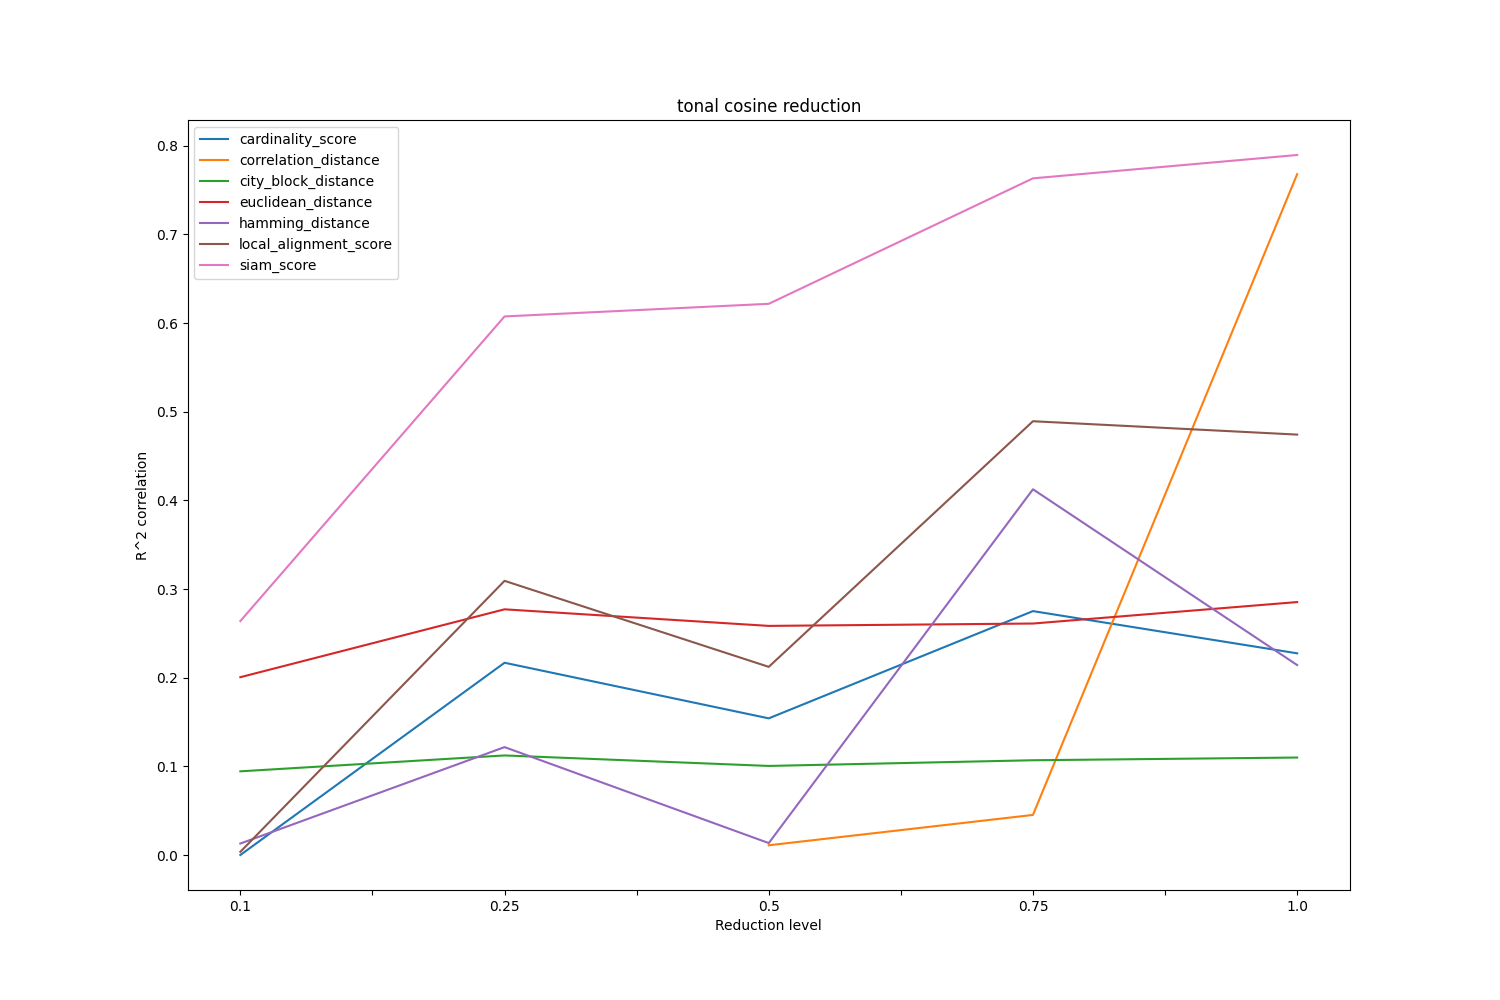 tonal cosine reduction
cardinality_score
correlation_distance
city_block_distance
euclidean_distance
hamming_distance
local_alignment_score
siam_score
0.8
0.7
0.6
0.5
0.4
0.3
0.2
0.1
0.0
R^2 correlation
0.1 0.25 0.5 0.75 1.0
Reduction level